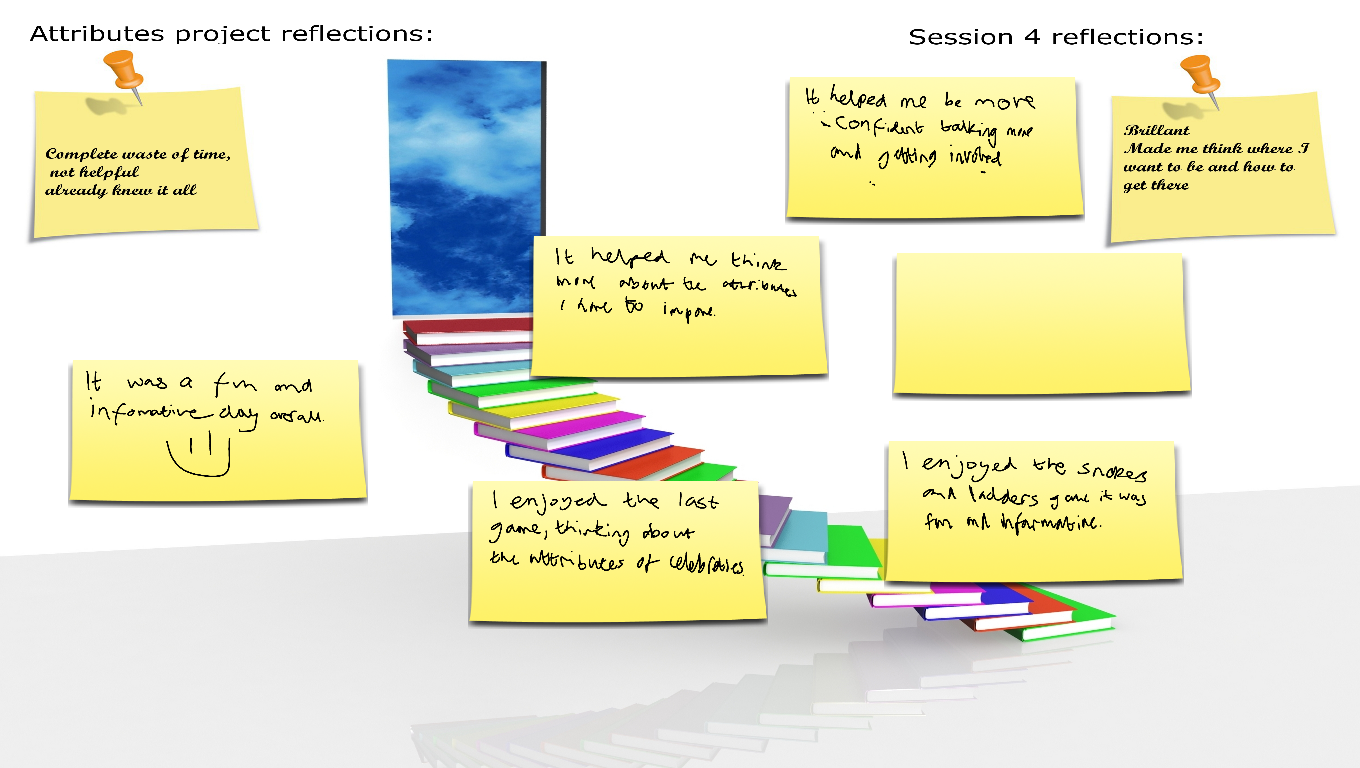 Attributes project reflections:
Session 4 reflections:
Complete waste of time,
not helpful
already knew it all
It helped me be more
confident talking more
and getting involved
Brillant
Made me think where I
want to be and how to
get there
It helped me think
more about the attributes
I have to
It was a fun and
informative day overall.
I enjoyed the last
game, thinking about
the attributes of celebrities
I enjoyed the snakes
and ladders game it was
fun and informative.